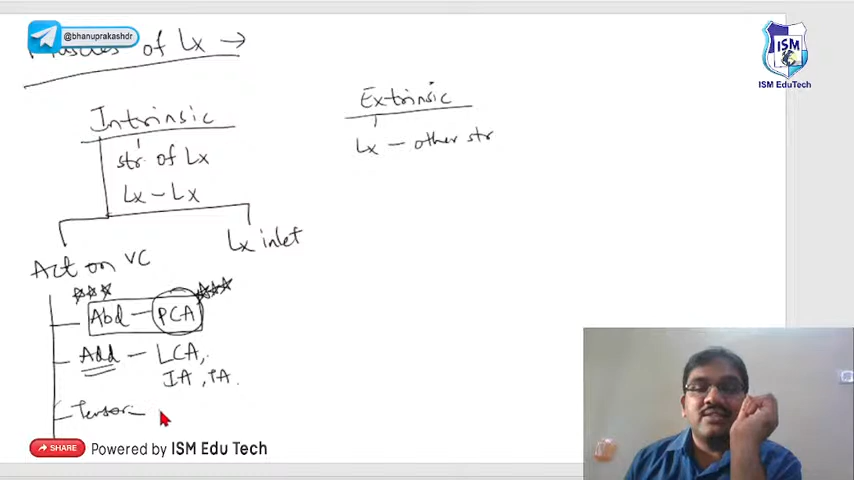 @bhanuprakashdr
Muscles of Lx →
ISM
ISM EduTech
Intrinsic
str of Lx
Lx - Lx
Extrinsic
Lx - other str
Act on VC
Lx inlet
Abd - PCA
Add - LCA,
IA, TA.
Tensor -
SHARE
Powered by ISM Edu Tech